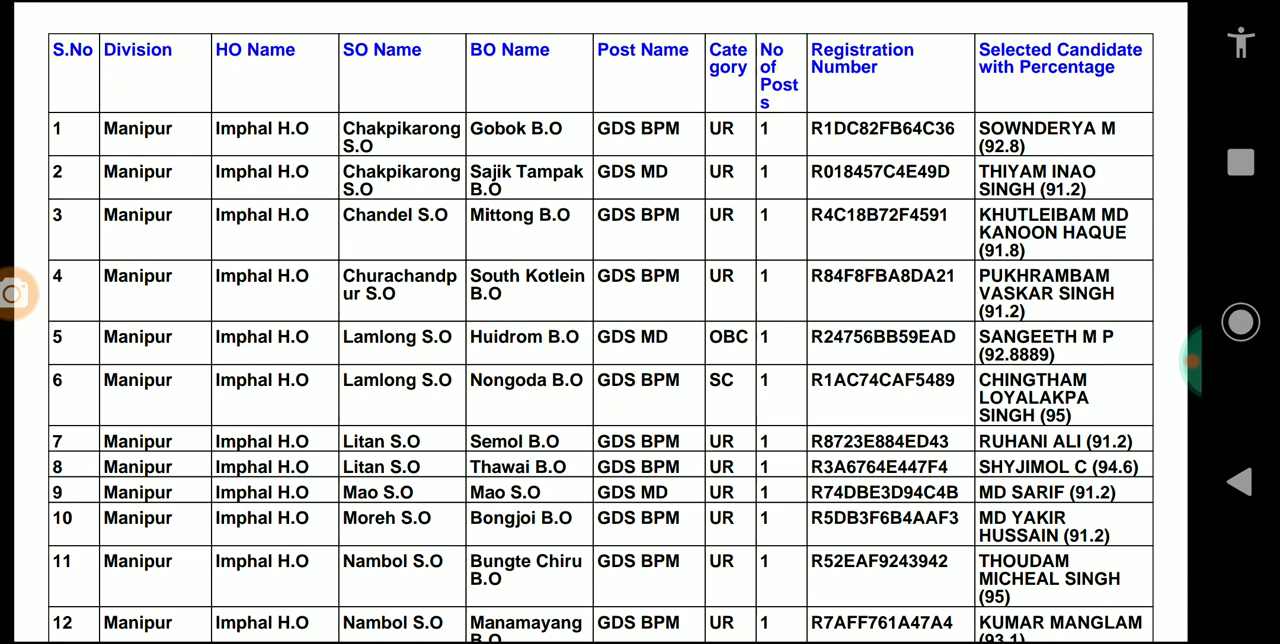 S.No Division HO Name SO Name BO Name Post Name Cate gory No of Post s Registration Number Selected Candidate with Percentage
1 Manipur Imphal H.O Chakpikarong S.O Gobok B.O GDS BPM UR 1 R1DC82FB64C36 SOWNDERYA M (92.8)
2 Manipur Imphal H.O Chakpikarong S.O Sajik Tampak B.O GDS MD UR 1 R018457C4E49D THIYAM INAO SINGH (91.2)
3 Manipur Imphal H.O Chandel S.O Mittong B.O GDS BPM UR 1 R4C18B72F4591 KHUTLEIBAM MD KANOON HAQUE (91.8)
4 Manipur Imphal H.O Churachandp ur S.O South Kotlein B.O GDS BPM UR 1 R84F8FBA8DA21 PUKHRAMBAM VASKAR SINGH (91.2)
5 Manipur Imphal H.O Lamlong S.O Huidrom B.O GDS MD OBC 1 R24756BB59EAD SANGEETH M P (92.8889)
6 Manipur Imphal H.O Lamlong S.O Nongoda B.O GDS BPM SC 1 R1AC74CAF5489 CHINGTHAM LOYALAKPA SINGH (95)
7 Manipur Imphal H.O Litan S.O Semol B.O GDS BPM UR 1 R8723E884ED43 RUHANI ALI (91.2)
8 Manipur Imphal H.O Litan S.O Thawai B.O GDS BPM UR 1 R3A6764E447F4 SHYJIMOL C (94.6)
9 Manipur Imphal H.O Mao S.O Mao S.O GDS MD UR 1 R74DBE3D94C4B MD SARIF (91.2)
10 Manipur Imphal H.O Moreh S.O Bongjoi B.O GDS BPM UR 1 R5DB3F6B4AAF3 MD YAKIR HUSSAIN (91.2)
11 Manipur Imphal H.O Nambol S.O Bungte Chiru B.O GDS BPM UR 1 R52EAF9243942 THOUDAM MICHEAL SINGH (95)
12 Manipur Imphal H.O Nambol S.O Manamayang B.O GDS BPM UR 1 R7AFF761A47A4 KUMAR MANGLAM (93.1)